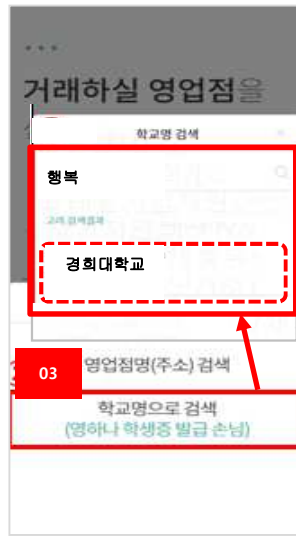 ...
거래하실 영업점을
학교명 검색
행복
경희대학교
03
영업점명(주소) 검색
학교명으로 검색
(영하나 학생증 발급 손님)